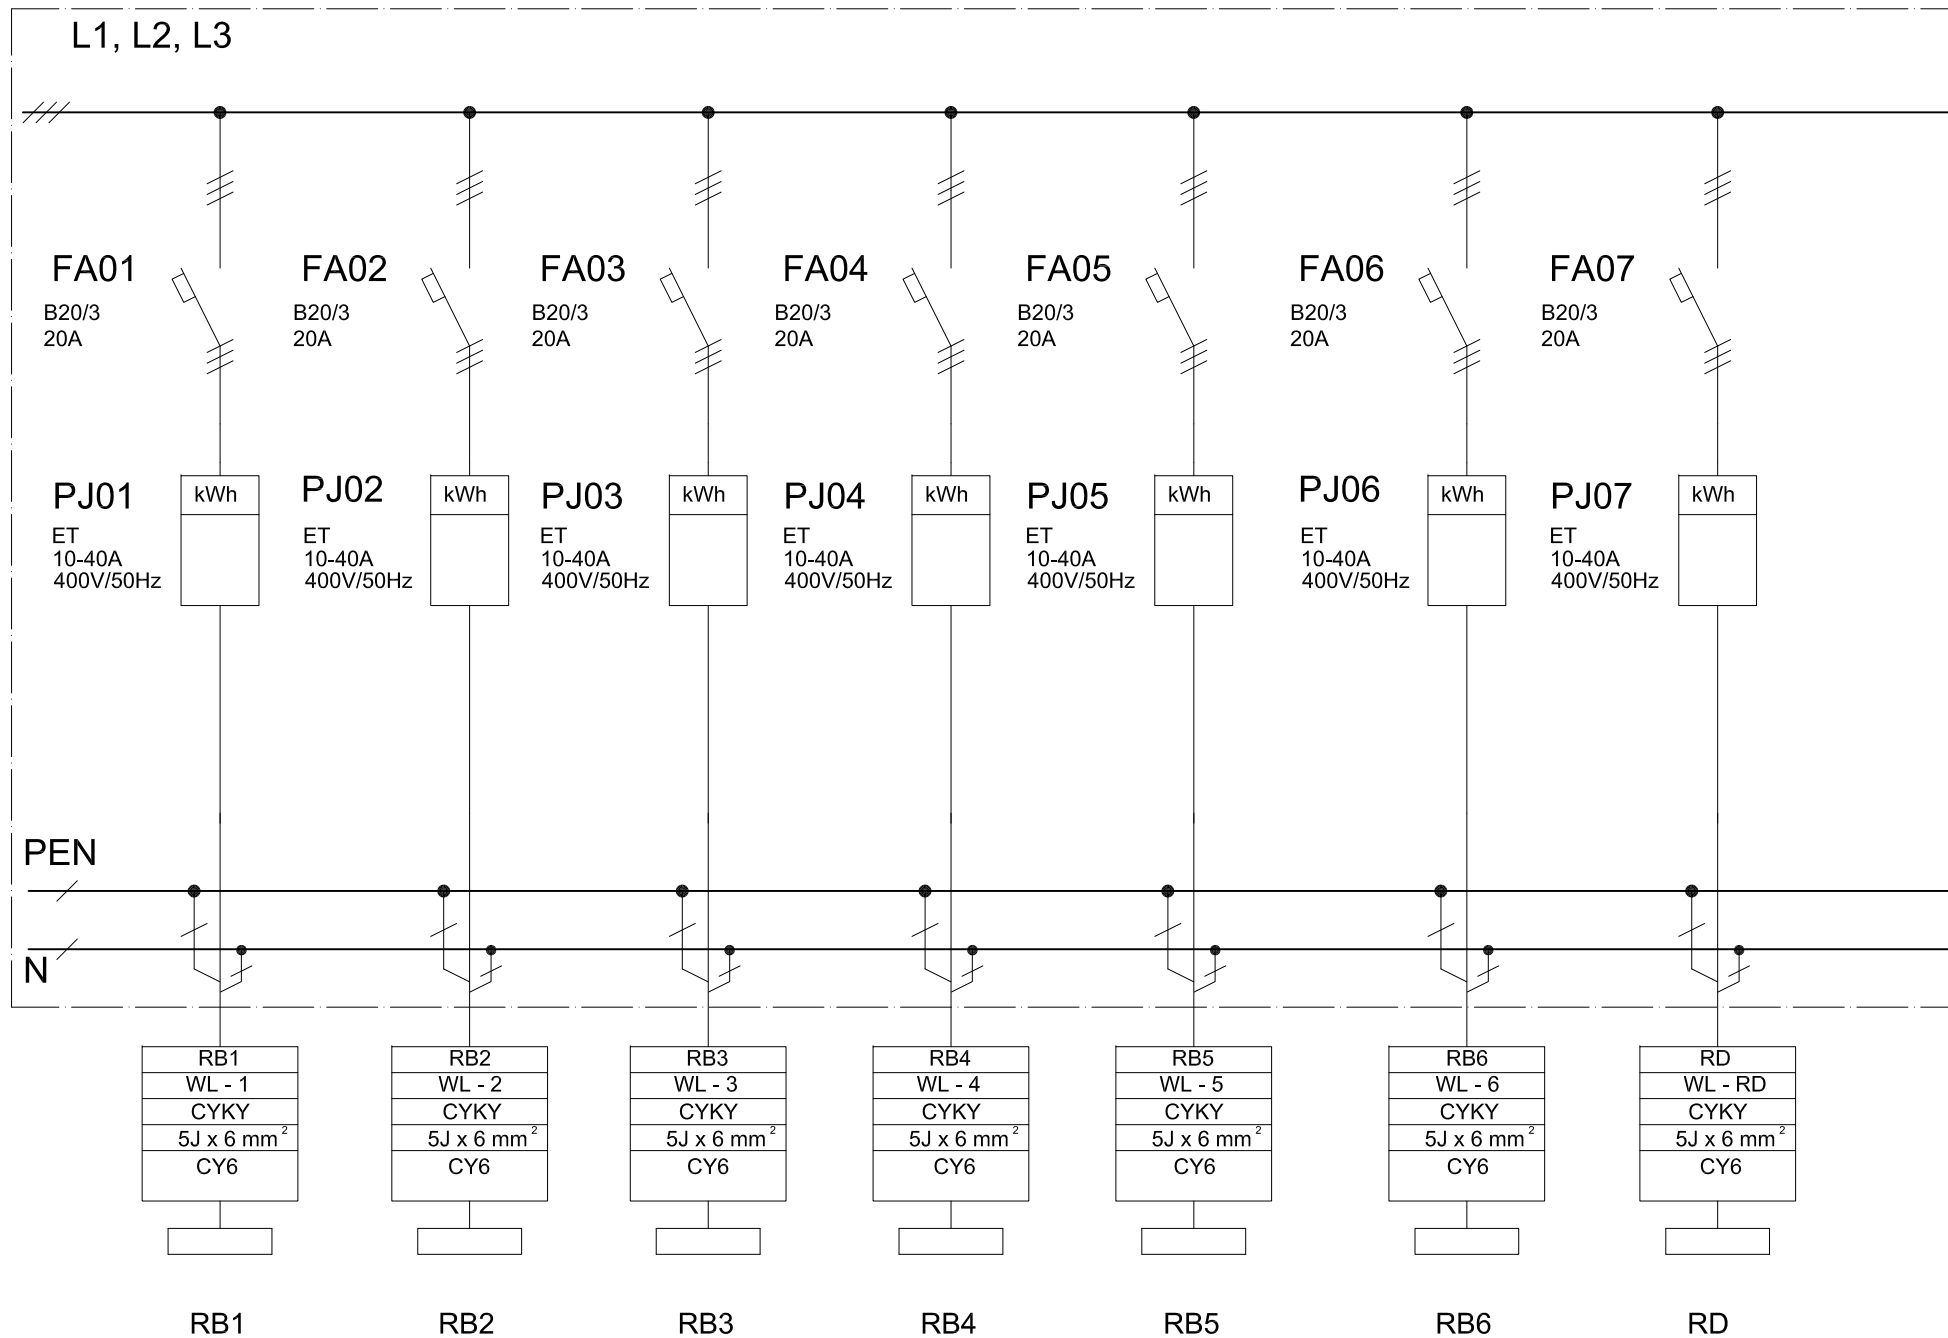 L1, L2, L3
FA01
B20/3
20A
FA02
B20/3
20A
FA03
B20/3
20A
FA04
B20/3
20A
FA05
B20/3
20A
FA06
B20/3
20A
FA07
B20/3
20A
PJ01
ET
10-40A
400V/50Hz
kWh
PJ02
ET
10-40A
400V/50Hz
kWh
PJ03
ET
10-40A
400V/50Hz
kWh
PJ04
ET
10-40A
400V/50Hz
kWh
PJ05
ET
10-40A
400V/50Hz
kWh
PJ06
ET
10-40A
400V/50Hz
kWh
PJ07
ET
10-40A
400V/50Hz
kWh
PEN
N
RB1
WL - 1
CYKY
5J x 6 mm²
CY6
RB2
WL - 2
CYKY
5J x 6 mm²
CY6
RB3
WL - 3
CYKY
5J x 6 mm²
CY6
RB4
WL - 4
CYKY
5J x 6 mm²
CY6
RB5
WL - 5
CYKY
5J x 6 mm²
CY6
RB6
WL - 6
CYKY
5J x 6 mm²
CY6
RD
WL - RD
CYKY
5J x 6 mm²
CY6
RB1
RB2
RB3
RB4
RB5
RB6
RD